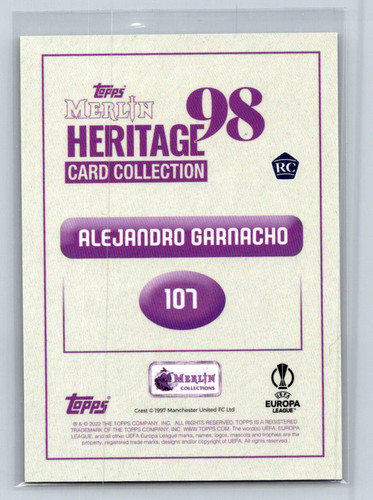 Topps
MERLIN 98
HERITAGE
CARD COLLECTION
RC
ALEJANDRO GARNACHO
107
MERLIN
COLLECTIONS
Topps
UEFA
EUROPA
LEAGUE™
Crest © 1997 Manchester United FC Ltd
® & © 2022 THE TOPPS COMPANY, INC. ALL RIGHTS RESERVED. TOPPS IS A REGISTERED
TRADEMARK OF THE TOPPS COMPANY, INC. WWW.TOPPS.COM. The word(s) UEFA, EUROPA
LEAGUE, and all other UEFA Europa League marks, names, logos, mascots and trophies are the
property, registered trade marks, designs and/or copyright of UEFA. All rights reserved.